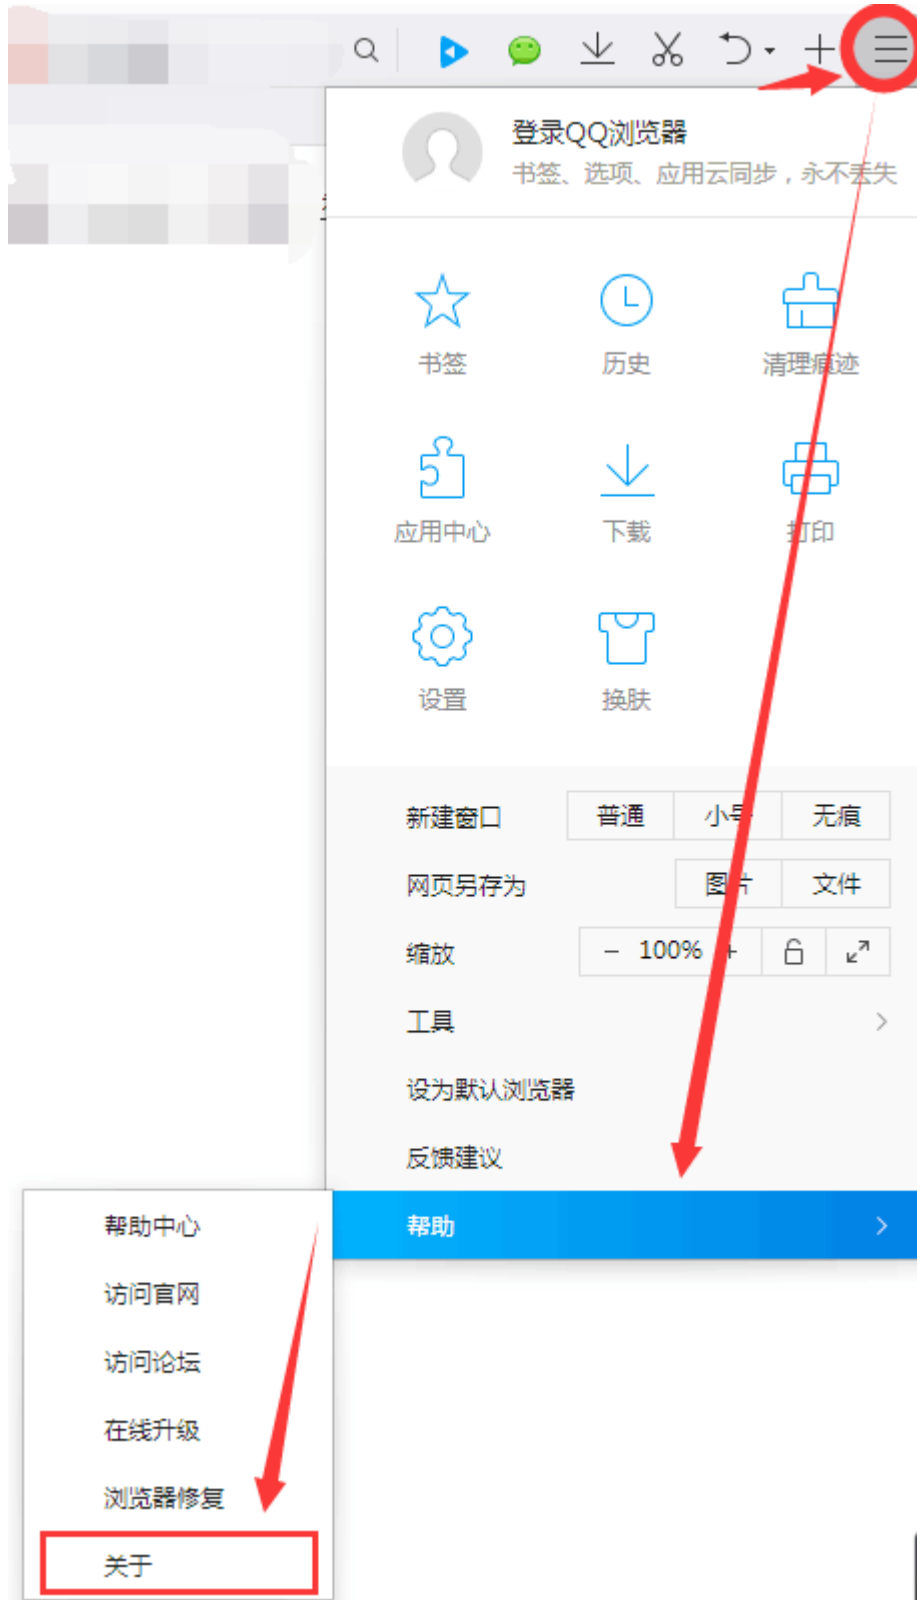 登录QQ浏览器
书签、选项、应用云同步，永不丢失
书签 历史 清理痕迹
应用中心 下载 打印
设置 换肤
新建窗口 普通 小号 无痕
网页另存为 图片 文件
缩放 － 100% +
工具
设为默认浏览器
反馈建议
帮助
帮助中心
访问官网
访问论坛
在线升级
浏览器修复
关于